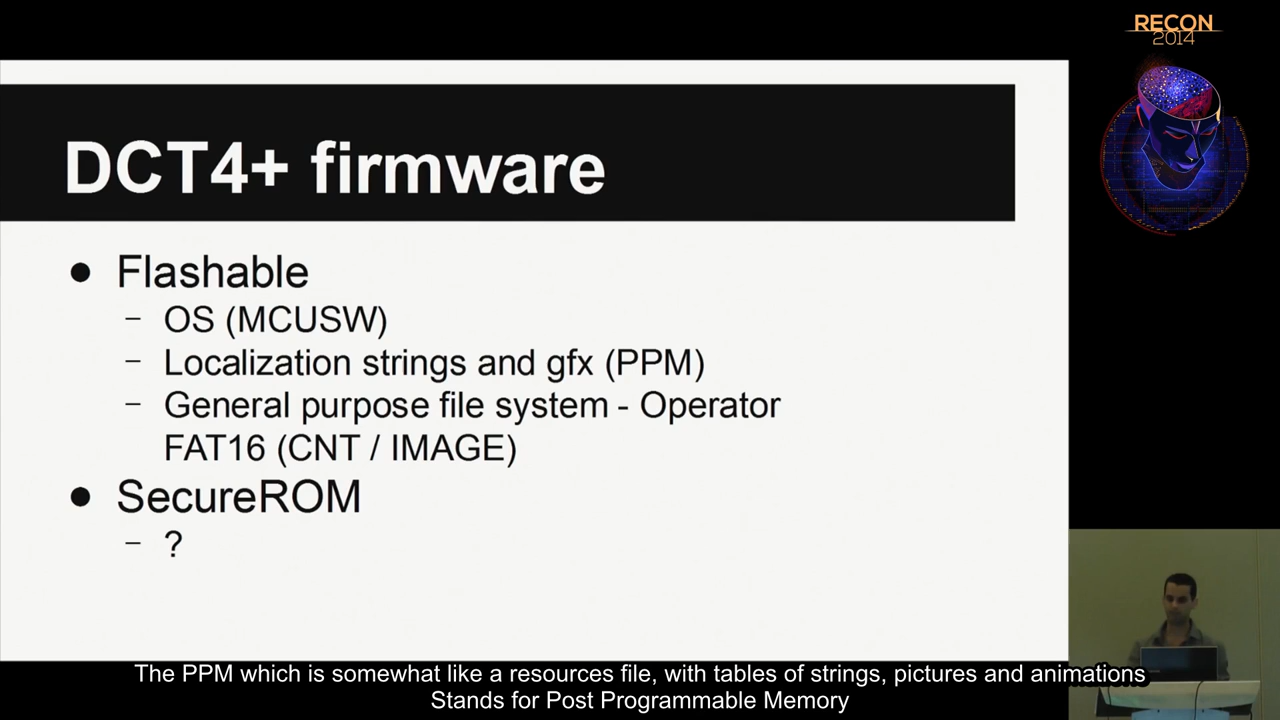 RECON
2014
DCT4+ firmware
● Flashable
– OS (MCUSW)
– Localization strings and gfx (PPM)
– General purpose file system - Operator
FAT16 (CNT / IMAGE)
● SecureROM
– ?
The PPM which is somewhat like a resources file, with tables of strings, pictures and animations
Stands for Post Programmable Memory